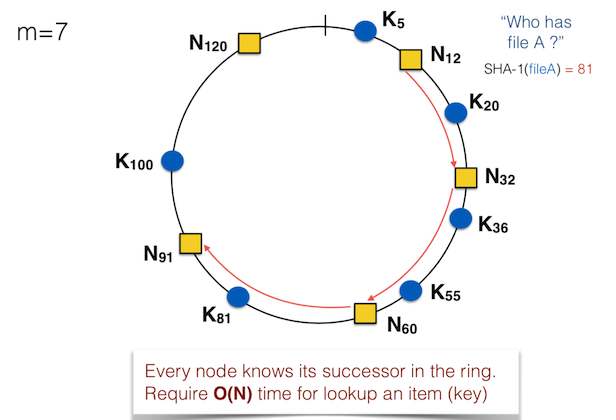 m=7
“Who has
file A ?”
SHA-1(fileA) = 81
K5
N120
N12
K20
K100
N32
K36
N91
K55
K81
N60
Every node knows its successor in the ring.
Require O(N) time for lookup an item (key)